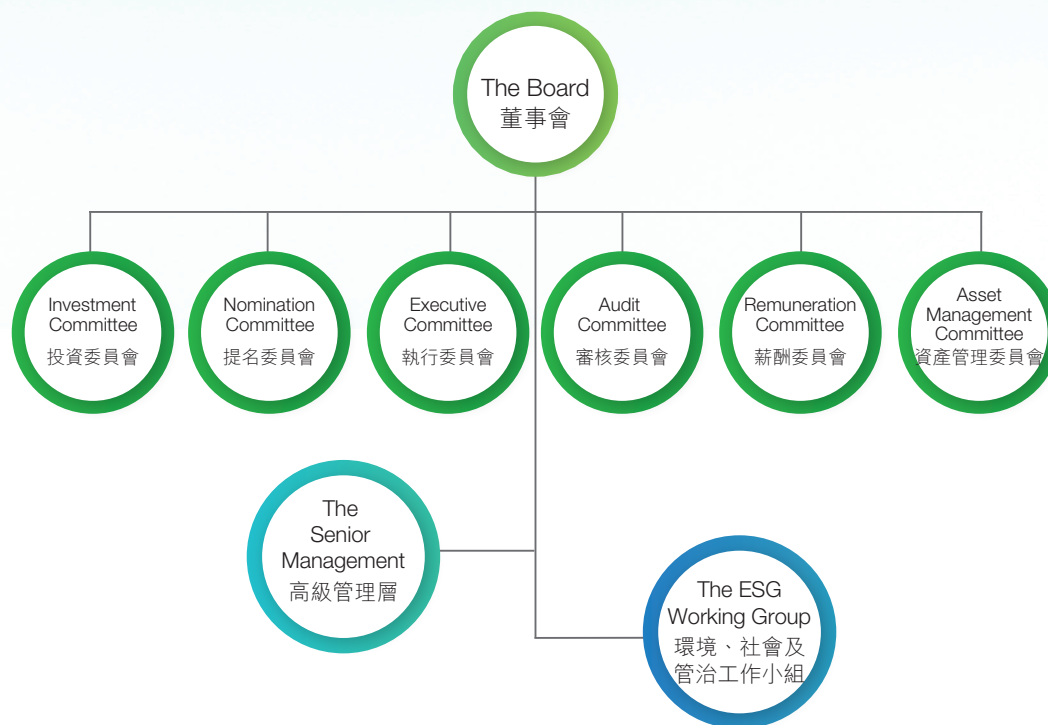 The Board
董事會
Investment
Committee
投資委員會
Nomination
Committee
提名委員會
Executive
Committee
執行委員會
Audit
Committee
審核委員會
Remuneration
Committee
薪酬委員會
Asset
Management
Committee
資產管理委員會
The
Senior
Management
高級管理層
The ESG
Working Group
環境、社會及
管治工作小組